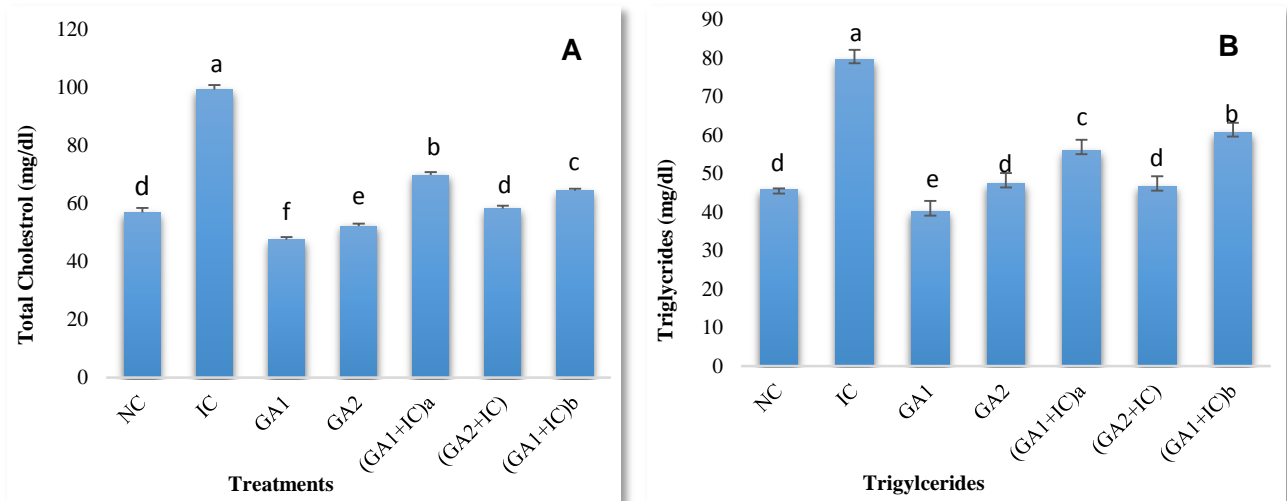 A
Total Cholestrol (mg/dl)
120
100
80
60
40
20
0
d
a
f
e
b
d
c
NC
IC
GA1
GA2
(GA1+IC)a
(GA2+IC)
(GA1+IC)b
Treatments
B
Triglycrides (mg/dl)
90
80
70
60
50
40
30
20
10
0
d
a
e
d
c
d
b
NC
IC
GA1
GA2
(GA1+IC)a
(GA2+IC)
(GA1+IC)b
Trigylcerides